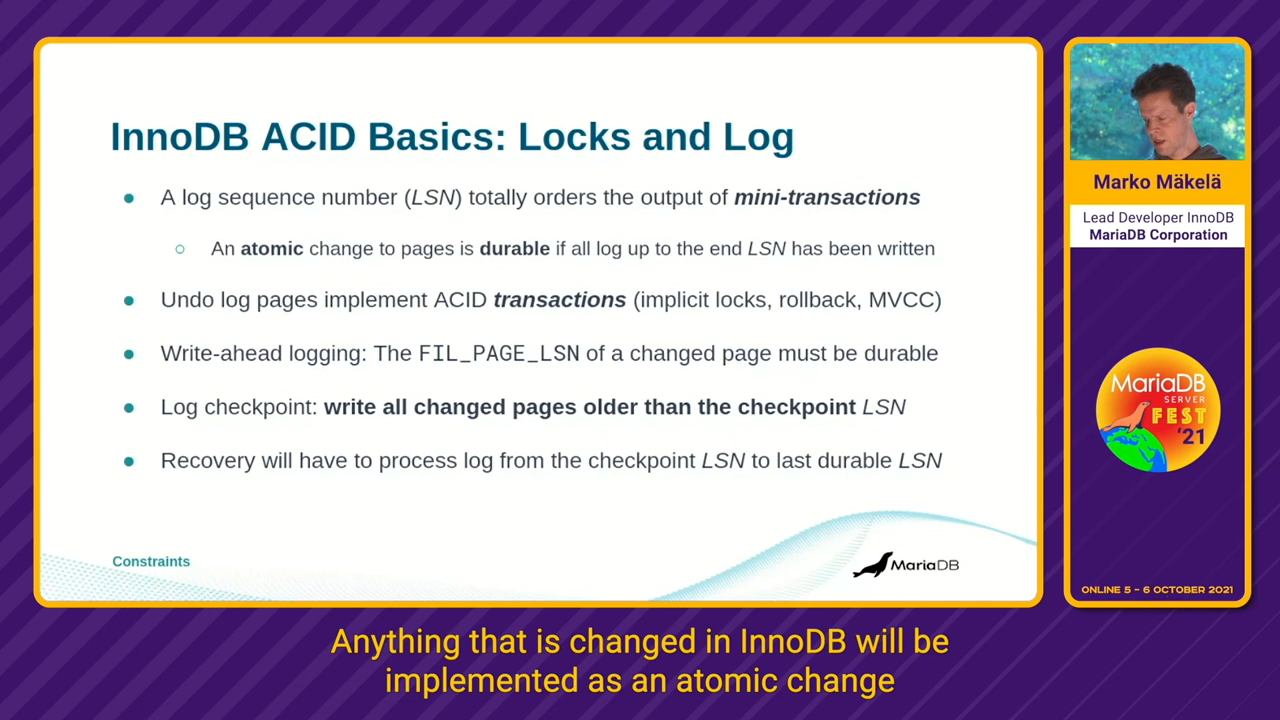 InnoDB ACID Basics: Locks and Log
● A log sequence number (LSN) totally orders the output of mini-transactions
○ An atomic change to pages is durable if all log up to the end LSN has been written
● Undo log pages implement ACID transactions (implicit locks, rollback, MVCC)
● Write-ahead logging: The FIL_PAGE_LSN of a changed page must be durable
● Log checkpoint: write all changed pages older than the checkpoint LSN
● Recovery will have to process log from the checkpoint LSN to last durable LSN
Constraints
MariaDB
Marko Mäkelä
Lead Developer InnoDB
MariaDB Corporation
MariaDB
SERVER
FEST
'21
ONLINE 5 – 6 OCTOBER 2021
Anything that is changed in InnoDB will be
implemented as an atomic change